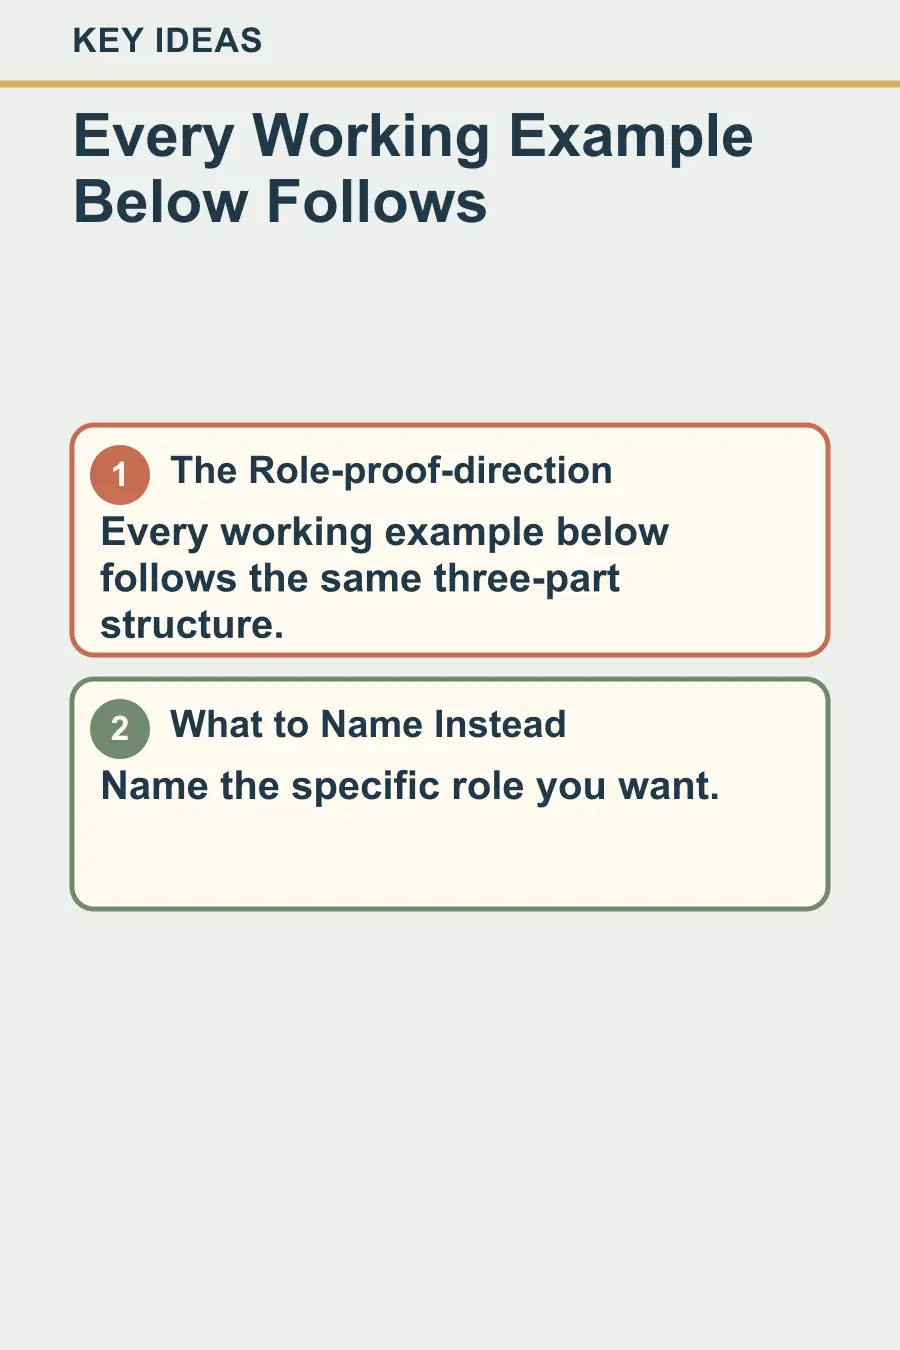 KEY IDEAS
Every Working Example
Below Follows
1 The Role-proof-direction
Every working example below
follows the same three-part
structure.
2 What to Name Instead
Name the specific role you want.